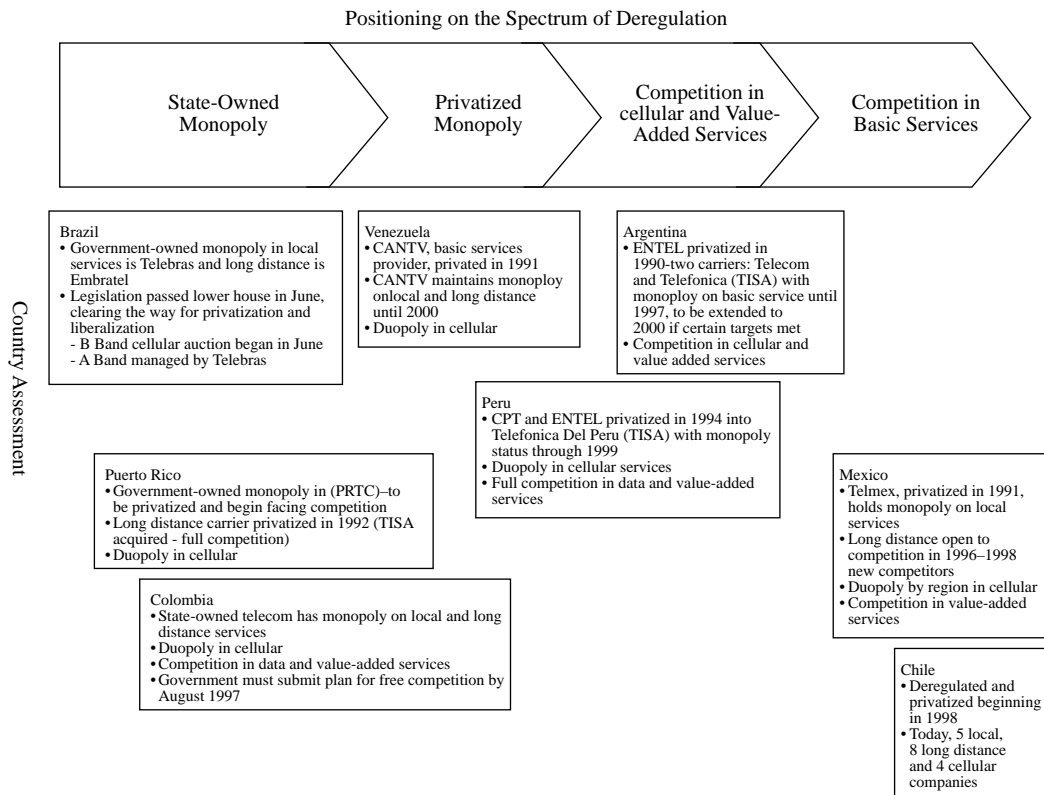 Positioning on the Spectrum of Deregulation
State-Owned
Monopoly
Privatized
Monopoly
Competition in
cellular and Value-
Added Services
Competition in
Basic Services
Country Assessment
Brazil
• Government-owned monopoly in local
services is Telebras and long distance is
Embratel
• Legislation passed lower house in June,
clearing the way for privatization and
liberalization
- B Band cellular auction began in June
- A Band managed by Telebras
Venezuela
• CANTV, basic services
provider, privated in 1991
• CANTV maintains monoploy
onlocal and long distance
until 2000
• Duopoly in cellular
Argentina
• ENTEL privatized in
1990-two carriers: Telecom
and Telefonica (TISA) with
monoploy on basic service until
1997, to be extended to
2000 if certain targets met
• Competition in cellular and
value added services
Peru
• CPT and ENTEL privatized in 1994 into
Telefonica Del Peru (TISA) with monopoly
status through 1999
• Duopoly in cellular services
• Full competition in data and value-added
services
Puerto Rico
• Government-owned monopoly in (PRTC)–to
be privatized and begin facing competition
• Long distance carrier privatized in 1992 (TISA
acquired - full competition)
• Duopoly in cellular
Mexico
• Telmex, privatized in 1991,
holds monopoly on local
services
• Long distance open to
competition in 1996–1998
new competitors
• Duopoly by region in cellular
• Competition in value-added
services
Colombia
• State-owned telecom has monopoly on local and long
distance services
• Duopoly in cellular
• Competition in data and value-added services
• Government must submit plan for free competition by
August 1997
Chile
• Deregulated and
privatized beginning
in 1998
• Today, 5 local,
8 long distance
and 4 cellular
companies